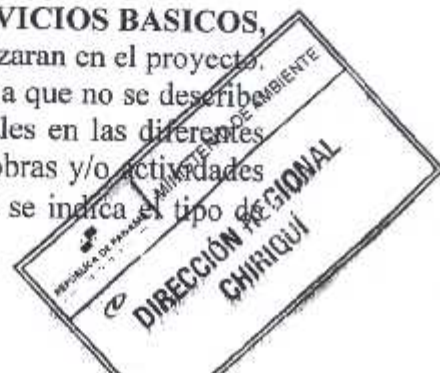 VICIOS BASICOS,
zaran en el proyecto.
a que no se describe
les en las diferentes
obras y/o actividades
se indica el tipo de
REPÚBLICA DE PANAMÁ
MINISTERIO DE AMBIENTE
DIRECCIÓN REGIONAL
CHIRIQUÍ